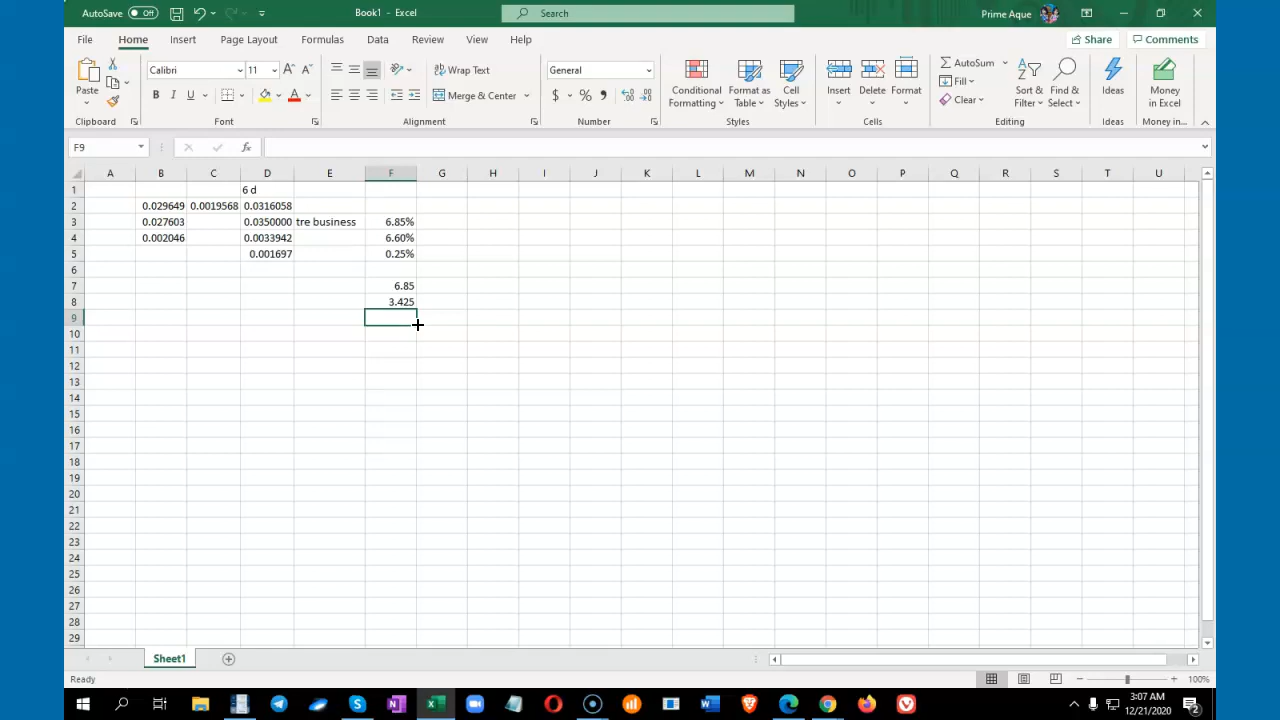 AutoSave Off Book1 - Excel Search Prime Aque
File Home Insert Page Layout Formulas Data Review View Help Share Comments
Paste Calibri 11 A A Wrap Text General Conditional Formatting Format as Table Cell Styles Insert Delete Format AutoSum Fill Clear Sort & Filter Find & Select Ideas Money in Excel
B I U A Merge & Center $ % ,
Clipboard Font Alignment Number Styles Cells Editing Ideas Money in...
F9 fx
A B C D E F G H I J K L M N O P Q R S T U
1 6 d
2 0.029649 0.0019568 0.0316058
3 0.027603 0.0350000 tre business 6.85%
4 0.002046 0.0033942 6.60%
5 0.001697 0.25%
6
7 6.85
8 3.425
9
10
11
12
13
14
15
16
17
18
19
20
21
22
23
24
25
26
27
28
29
Sheet1
Ready 100%
3:07 AM
12/21/2020
2